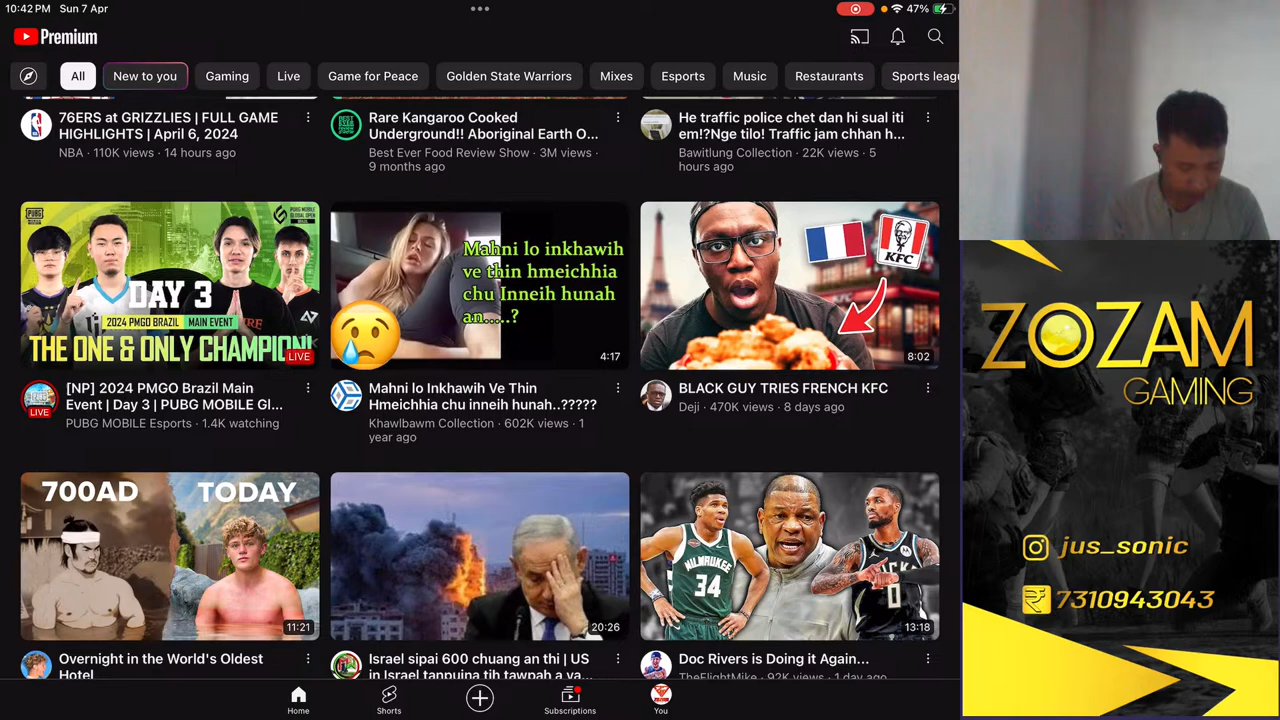 10:42 PM Sun 7 Apr
47%
Premium
All
New to you
Gaming
Live
Game for Peace
Golden State Warriors
Mixes
Esports
Music
Restaurants
Sports leag
76ERS at GRIZZLIES | FULL GAME
HIGHLIGHTS | April 6, 2024
NBA · 110K views · 14 hours ago
Rare Kangaroo Cooked
Underground!! Aboriginal Earth O...
Best Ever Food Review Show · 3M views ·
9 months ago
He traffic police chet dan hi sual iti
em!?Nge tilo! Traffic jam chhan h...
Bawitlung Collection · 22K views · 5
hours ago
DAY 3
2024 PMGO BRAZIL MAIN EVENT
THE ONE & ONLY CHAMPION
LIVE
Mahni lo inkhawih
ve thin hmeichhia
chu Inneih hunah
an.....?
4:17
KFC
8:02
LIVE
[NP] 2024 PMGO Brazil Main
Event | Day 3 | PUBG MOBILE Gl...
PUBG MOBILE Esports · 1.4K watching
Mahni lo Inkhawih Ve Thin
Hmeichhia chu inneih hunah..?????
Khawlbawm Collection · 602K views · 1
year ago
BLACK GUY TRIES FRENCH KFC
Deji · 470K views · 8 days ago
700AD
TODAY
11:21
20:26
MILWAUKEE
34
0
13:18
Overnight in the World's Oldest
Hotel
Israel sipai 600 chuang an thi | US
in Israel tanpuina tih tawpah a va...
Doc Rivers is Doing it Again...
TheFlightMike · 92K views · 1 day ago
Home
Shorts
Subscriptions
You
ZOZAM
GAMING
jus_sonic
7310943043